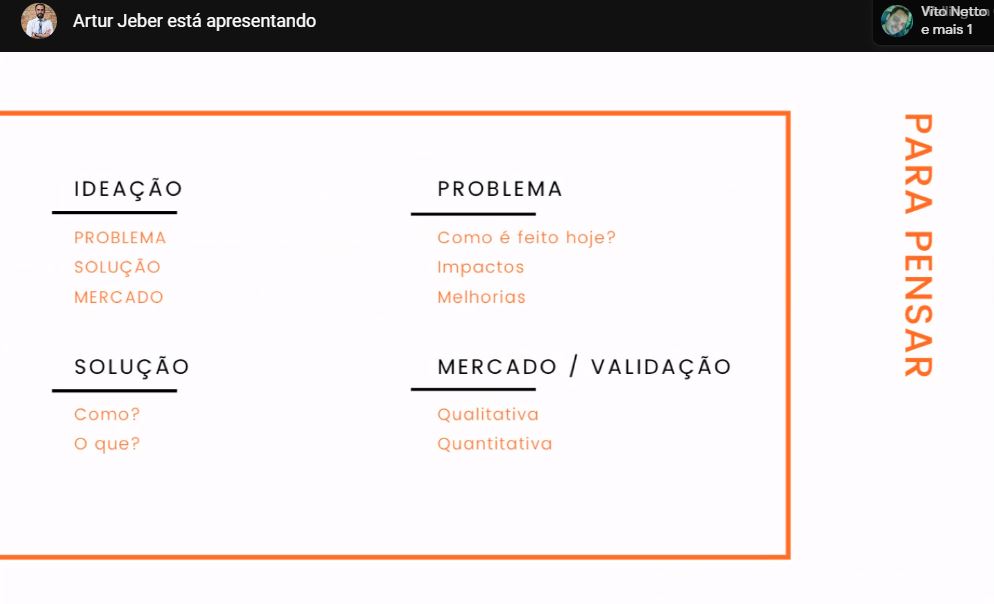 Artur Jeber está apresentando
Vito Netto
e mais 1
IDEAÇÃO
PROBLEMA
SOLUÇÃO
MERCADO
PROBLEMA
Como é feito hoje?
Impactos
Melhorias
SOLUÇÃO
Como?
O que?
MERCADO / VALIDAÇÃO
Qualitativa
Quantitativa
PARA PENSAR